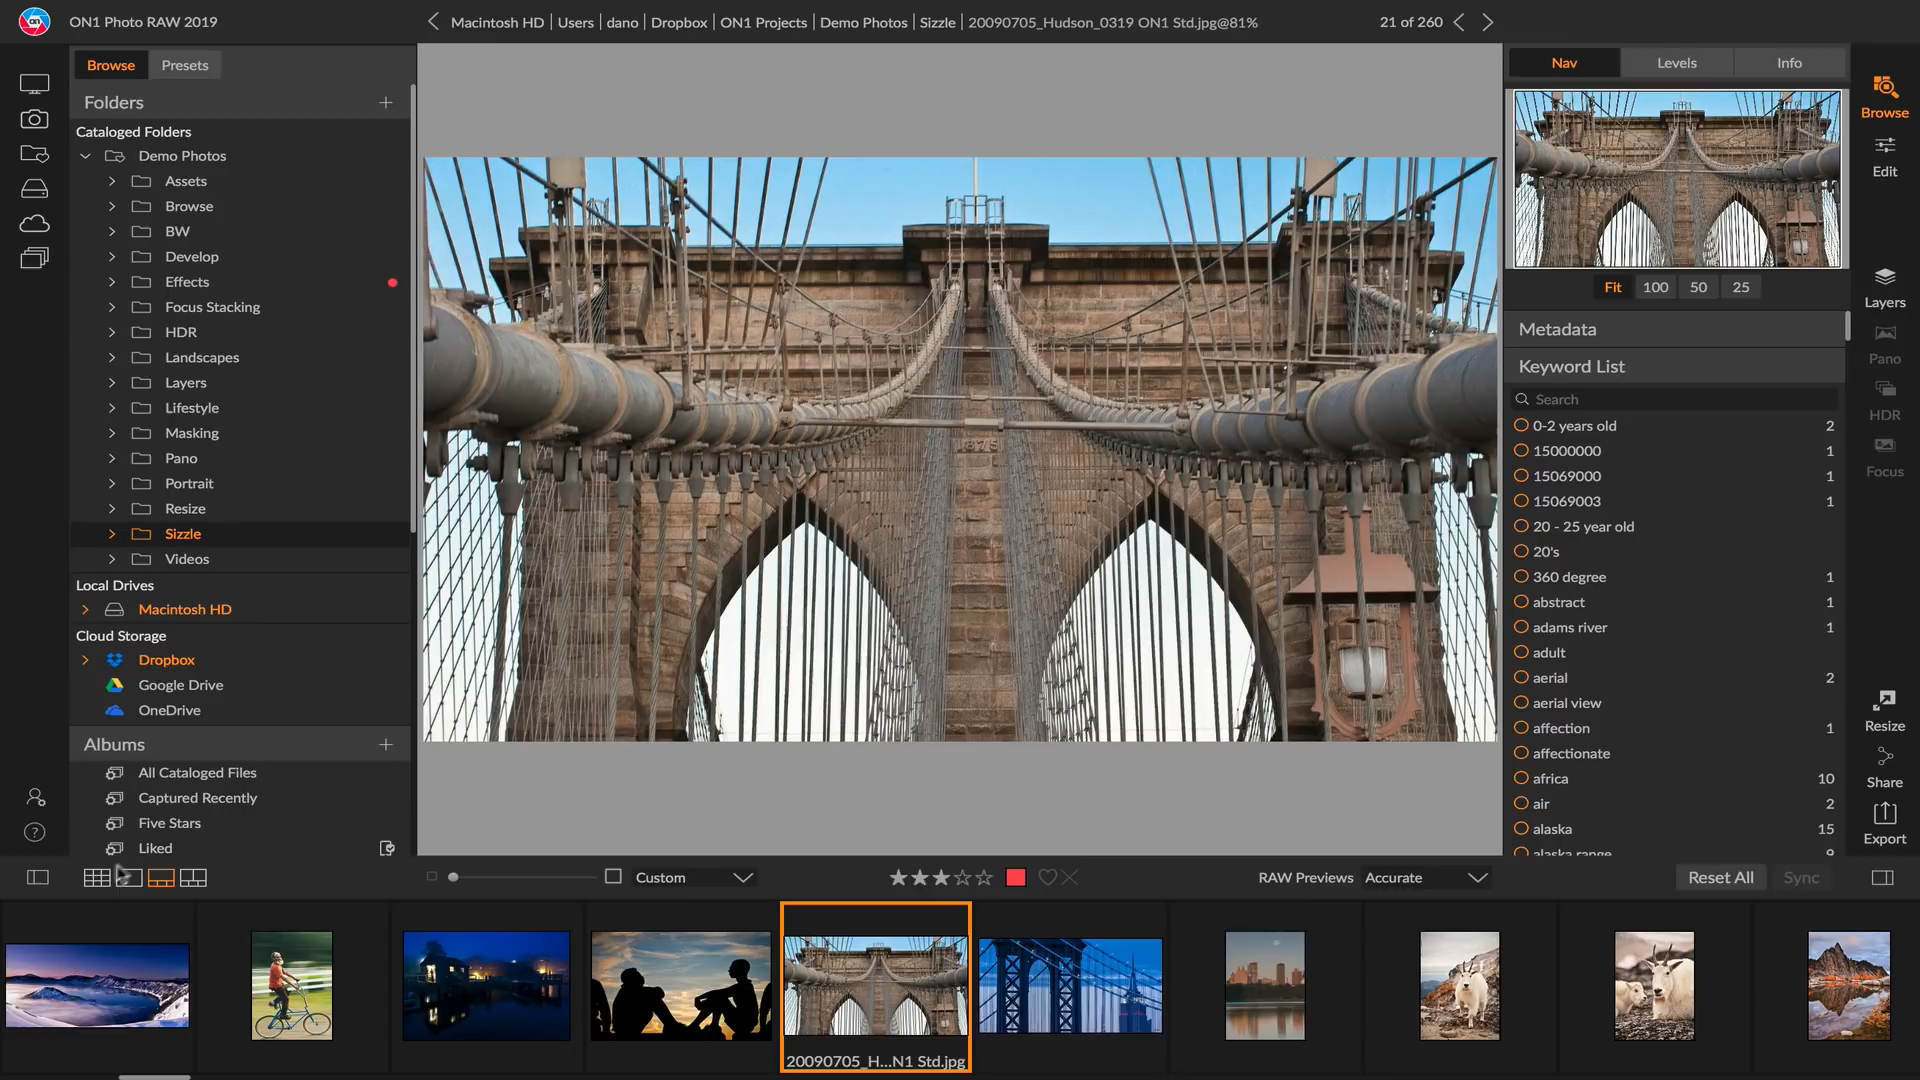 ON1 Photo RAW 2019
Macintosh HD | Users | dano | Dropbox | ON1 Projects | Demo Photos | Sizzle | 20090705_Hudson_0319 ON1 Std.jpg@81%
21 of 260
Browse
Presets
Folders
Cataloged Folders
Demo Photos
Assets
Browse
BW
Develop
Effects
Focus Stacking
HDR
Landscapes
Layers
Lifestyle
Masking
Pano
Portrait
Resize
Sizzle
Videos
Local Drives
Macintosh HD
Cloud Storage
Dropbox
Google Drive
OneDrive
Albums
All Cataloged Files
Captured Recently
Five Stars
Liked
1875
Nav
Levels
Info
Fit
100
50
25
Metadata
Keyword List
Search
0-2 years old 2
15000000 1
15069000 1
15069003 1
20 - 25 year old
20's
360 degree 1
abstract 1
adams river 1
adult
aerial 2
aerial view
affection 1
affectionate
africa 10
air 2
alaska 15
alaska range 9
Browse
Edit
Layers
Pano
HDR
Focus
Resize
Share
Export
Custom
RAW Previews
Accurate
Reset All
Sync
20090705_H...N1 Std.jpg